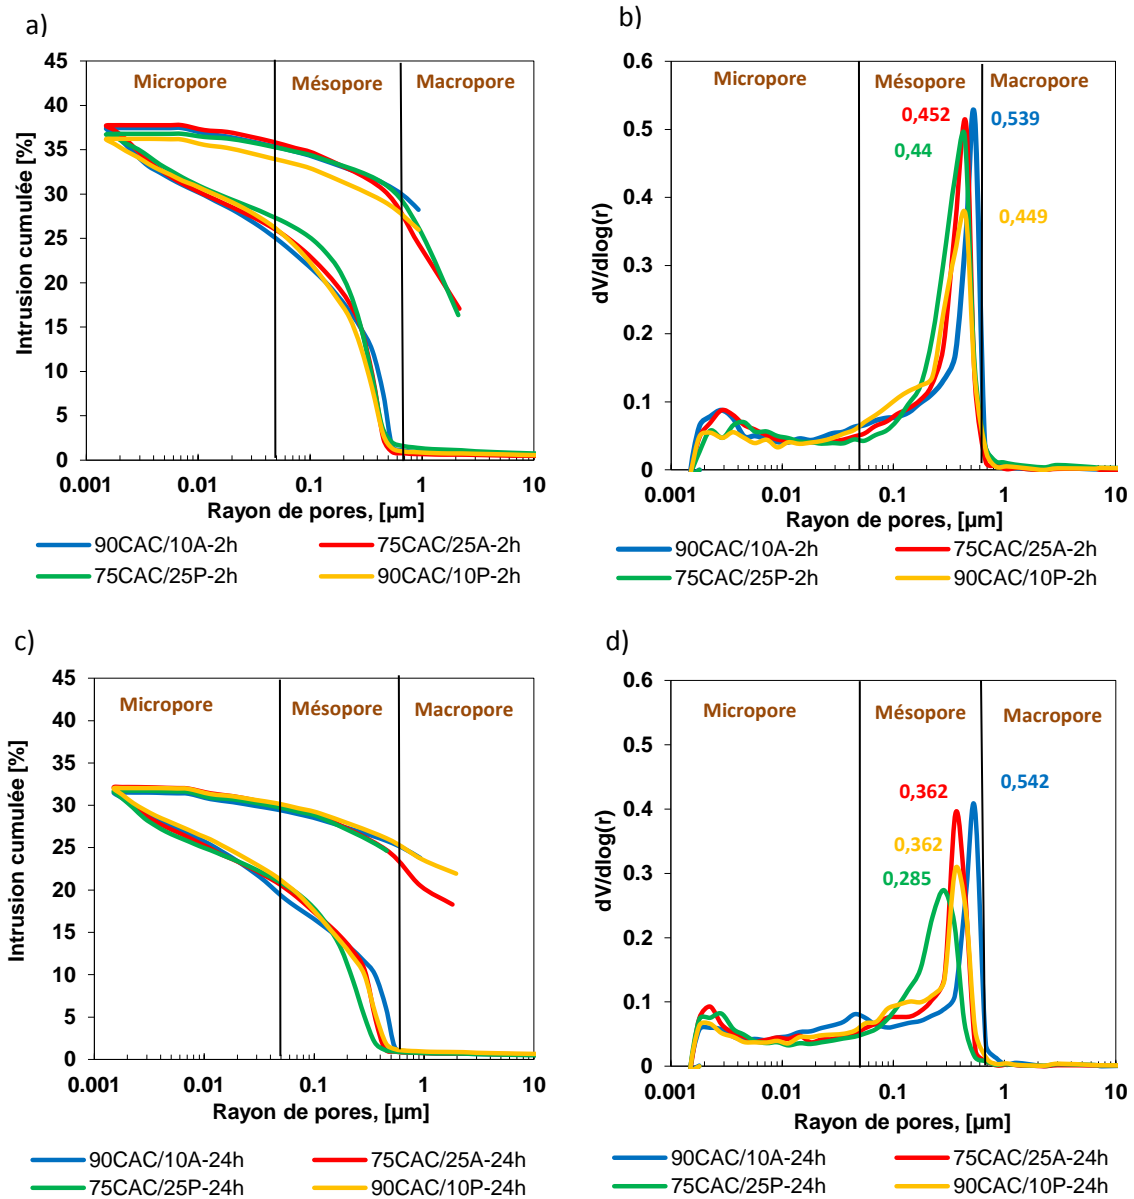 a)
Intrusion cumulée [%]
45
40
35
30
25
20
15
10
5
0
Micropore
Mésopore
Macropore
0.001
0.01
0.1
1
10
Rayon de pores, [µm]
90CAC/10A-2h
75CAC/25A-2h
75CAC/25P-2h
90CAC/10P-2h
b)
dV/dlog(r)
0.6
0.5
0.4
0.3
0.2
0.1
0
Micropore
Mésopore
Macropore
0,452
0,539
0,44
0,449
0.001
0.01
0.1
1
10
Rayon de pores, [µm]
90CAC/10A-2h
75CAC/25A-2h
75CAC/25P-2h
90CAC/10P-2h
c)
Intrusion cumulée [%]
45
40
35
30
25
20
15
10
5
0
Micropore
Mésopore
Macropore
0.001
0.01
0.1
1
10
Rayon de pores, [µm]
90CAC/10A-24h
75CAC/25A-24h
75CAC/25P-24h
90CAC/10P-24h
d)
dV/dlog(r)
0.6
0.5
0.4
0.3
0.2
0.1
0
Micropore
Mésopore
Macropore
0,362
0,542
0,362
0,285
0.001
0.01
0.1
1
10
Rayon de pores, [µm]
90CAC/10A-24h
75CAC/25A-24h
75CAC/25P-24h
90CAC/10P-24h